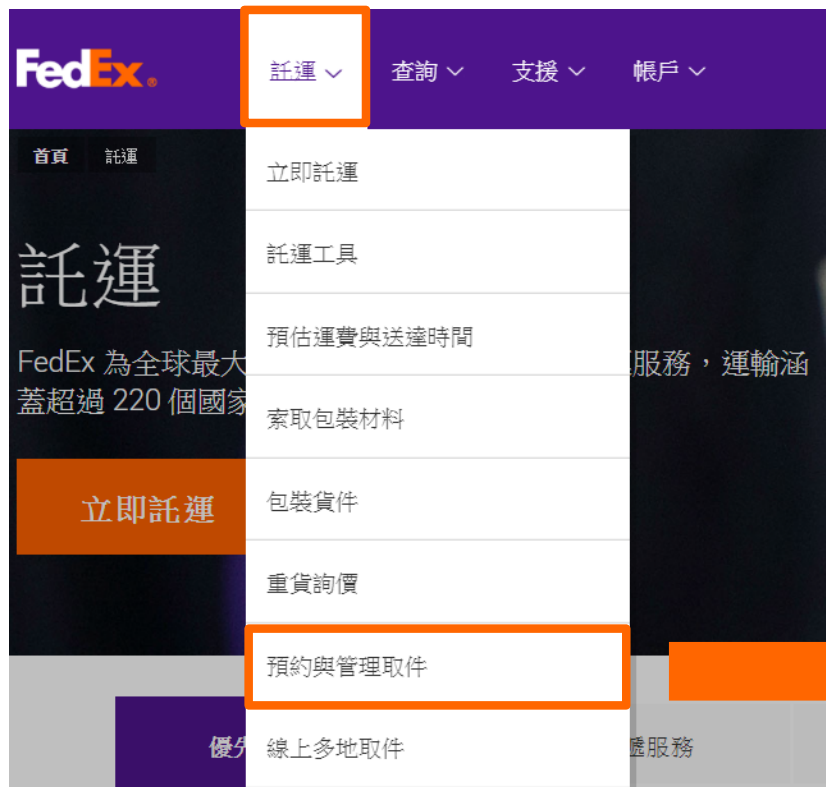 FedEx®
託運 查詢 支援 帳戶
首頁 託運
立即託運
託運工具
預估運費與送達時間
索取包裝材料
包裝貨件
重貨詢價
預約與管理取件
線上多地取件
託運
FedEx 為全球最大 服務，運輸涵
蓋超過 220 個國家
立即託運
優先 遞服務